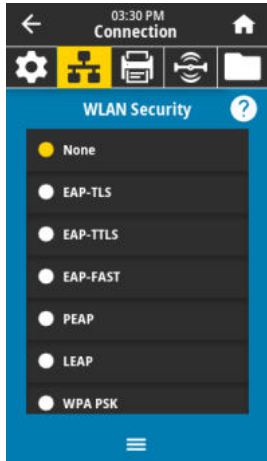 03:30 PM
Connection
WLAN Security
?
None
EAP-TLS
EAP-TTLS
EAP-FAST
PEAP
LEAP
WPA PSK